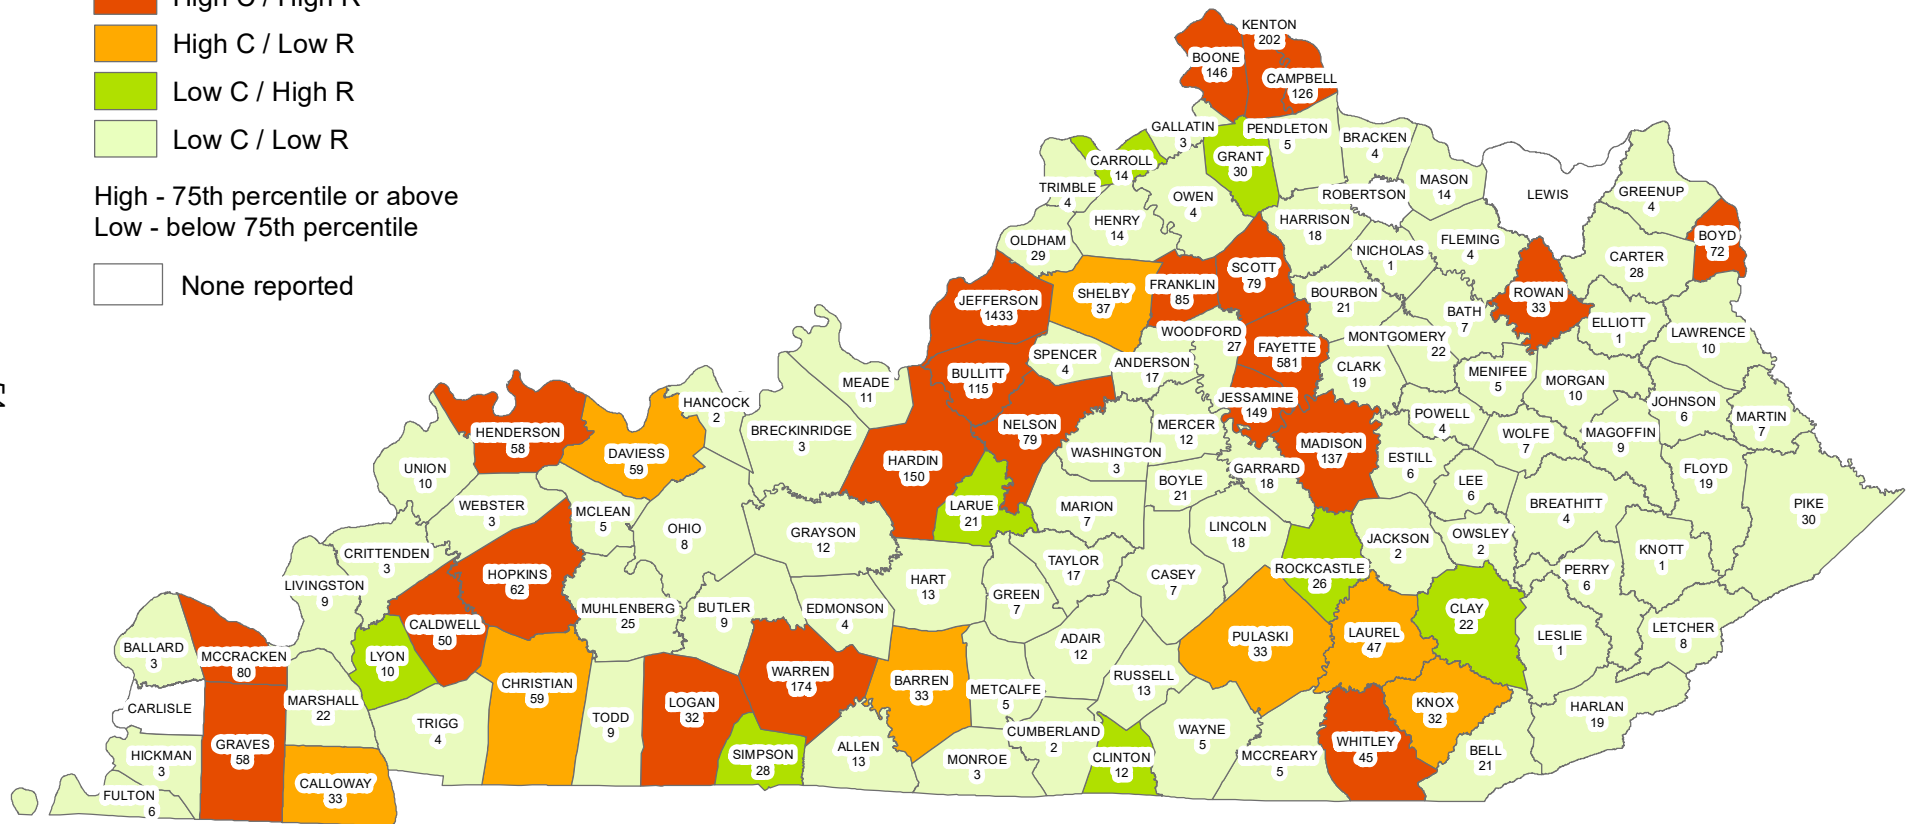 High C / High R
High C / Low R
Low C / High R
Low C / Low R
High - 75th percentile or above
Low - below 75th percentile
None reported
KENTON
202
BOONE
146
CAMPBELL
126
GALLATIN
3
PENDLETON
5
BRACKEN
4
CARROLL
14
GRANT
30
TRIMBLE
4
OWEN
4
ROBERTSON
MASON
14
LEWIS
GREENUP
4
HENRY
14
HARRISON
18
OLDHAM
29
NICHOLAS
1
FLEMING
4
BOYD
72
CARTER
28
SCOTT
79
JEFFERSON
1433
SHELBY
37
FRANKLIN
85
BOURBON
21
ROWAN
33
BATH
7
ELLIOTT
1
LAWRENCE
10
WOODFORD
27
MONTGOMERY
22
FAYETTE
581
SPENCER
4
ANDERSON
17
CLARK
19
MENIFEE
5
MORGAN
10
BULLITT
115
MEADE
11
JESSAMINE
149
JOHNSON
6
MARTIN
7
HANCOCK
2
POWELL
4
NELSON
79
MERCER
12
WOLFE
7
MAGOFFIN
9
BRECKINRIDGE
3
HENDERSON
58
MADISON
137
DAVIESS
59
WASHINGTON
3
HARDIN
150
ESTILL
6
UNION
10
GARRARD
18
FLOYD
19
BOYLE
21
LEE
6
WEBSTER
3
MCLEAN
5
LARUE
21
MARION
7
BREATHITT
4
PIKE
30
OHIO
8
GRAYSON
12
LINCOLN
18
JACKSON
2
OWSLEY
2
KNOTT
1
CRITTENDEN
3
TAYLOR
17
HOPKINS
62
CASEY
7
ROCKCASTLE
26
PERRY
6
LIVINGSTON
9
HART
13
GREEN
7
MUHLENBERG
25
BUTLER
9
EDMONSON
4
CLAY
22
CALDWELL
50
ADAIR
12
PULASKI
33
LAUREL
47
LESLIE
1
LETCHER
8
BALLARD
3
MCCRACKEN
80
LYON
10
WARREN
174
RUSSELL
13
CHRISTIAN
59
BARREN
33
METCALFE
5
MARSHALL
22
LOGAN
32
KNOX
32
CARLISLE
HARLAN
19
TODD
9
TRIGG
4
WAYNE
5
CUMBERLAND
2
GRAVES
58
WHITLEY
45
ALLEN
13
HICKMAN
3
SIMPSON
28
MONROE
3
CLINTON
12
MCCREARY
5
BELL
21
CALLOWAY
33
FULTON
6